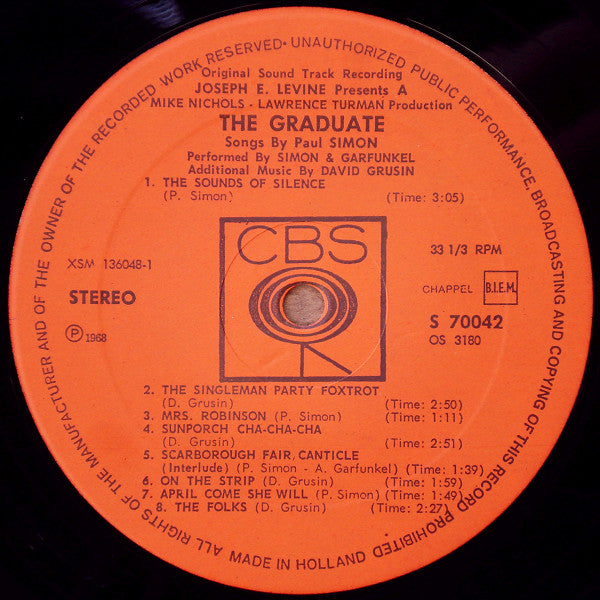 ALL RIGHTS OF THE MANUFACTURER AND OF THE OWNER OF THE RECORDED WORK RESERVED · UNAUTHORIZED PUBLIC PERFORMANCE, BROADCASTING AND COPYING OF THIS RECORD PROHIBITED
Original Sound Track Recording
JOSEPH E. LEVINE Presents A
MIKE NICHOLS - LAWRENCE TURMAN Production
THE GRADUATE
Songs By Paul SIMON
Performed By SIMON & GARFUNKEL
Additional Music By DAVID GRUSIN
1. THE SOUNDS OF SILENCE
(P. Simon) (Time: 3:05)
CBS
XSM 136048-1
STEREO
Ⓟ 1968
33 1/3 RPM
CHAPPEL B.I.E.M.
S 70042
OS 3180
2. THE SINGLEMAN PARTY FOXTROT
(D. Grusin) (Time: 2:50)
3. MRS. ROBINSON (P. Simon) (Time: 1:11)
4. SUNPORCH CHA-CHA-CHA
(D. Grusin) (Time: 2:51)
5. SCARBOROUGH FAIR, CANTICLE
(Interlude) (P. Simon - A. Garfunkel) (Time: 1:39)
6. ON THE STRIP (D. Grusin) (Time: 1:59)
7. APRIL COME SHE WILL (P. Simon) (Time: 1:49)
8. THE FOLKS (D. Grusin) (Time: 2:27)
MADE IN HOLLAND